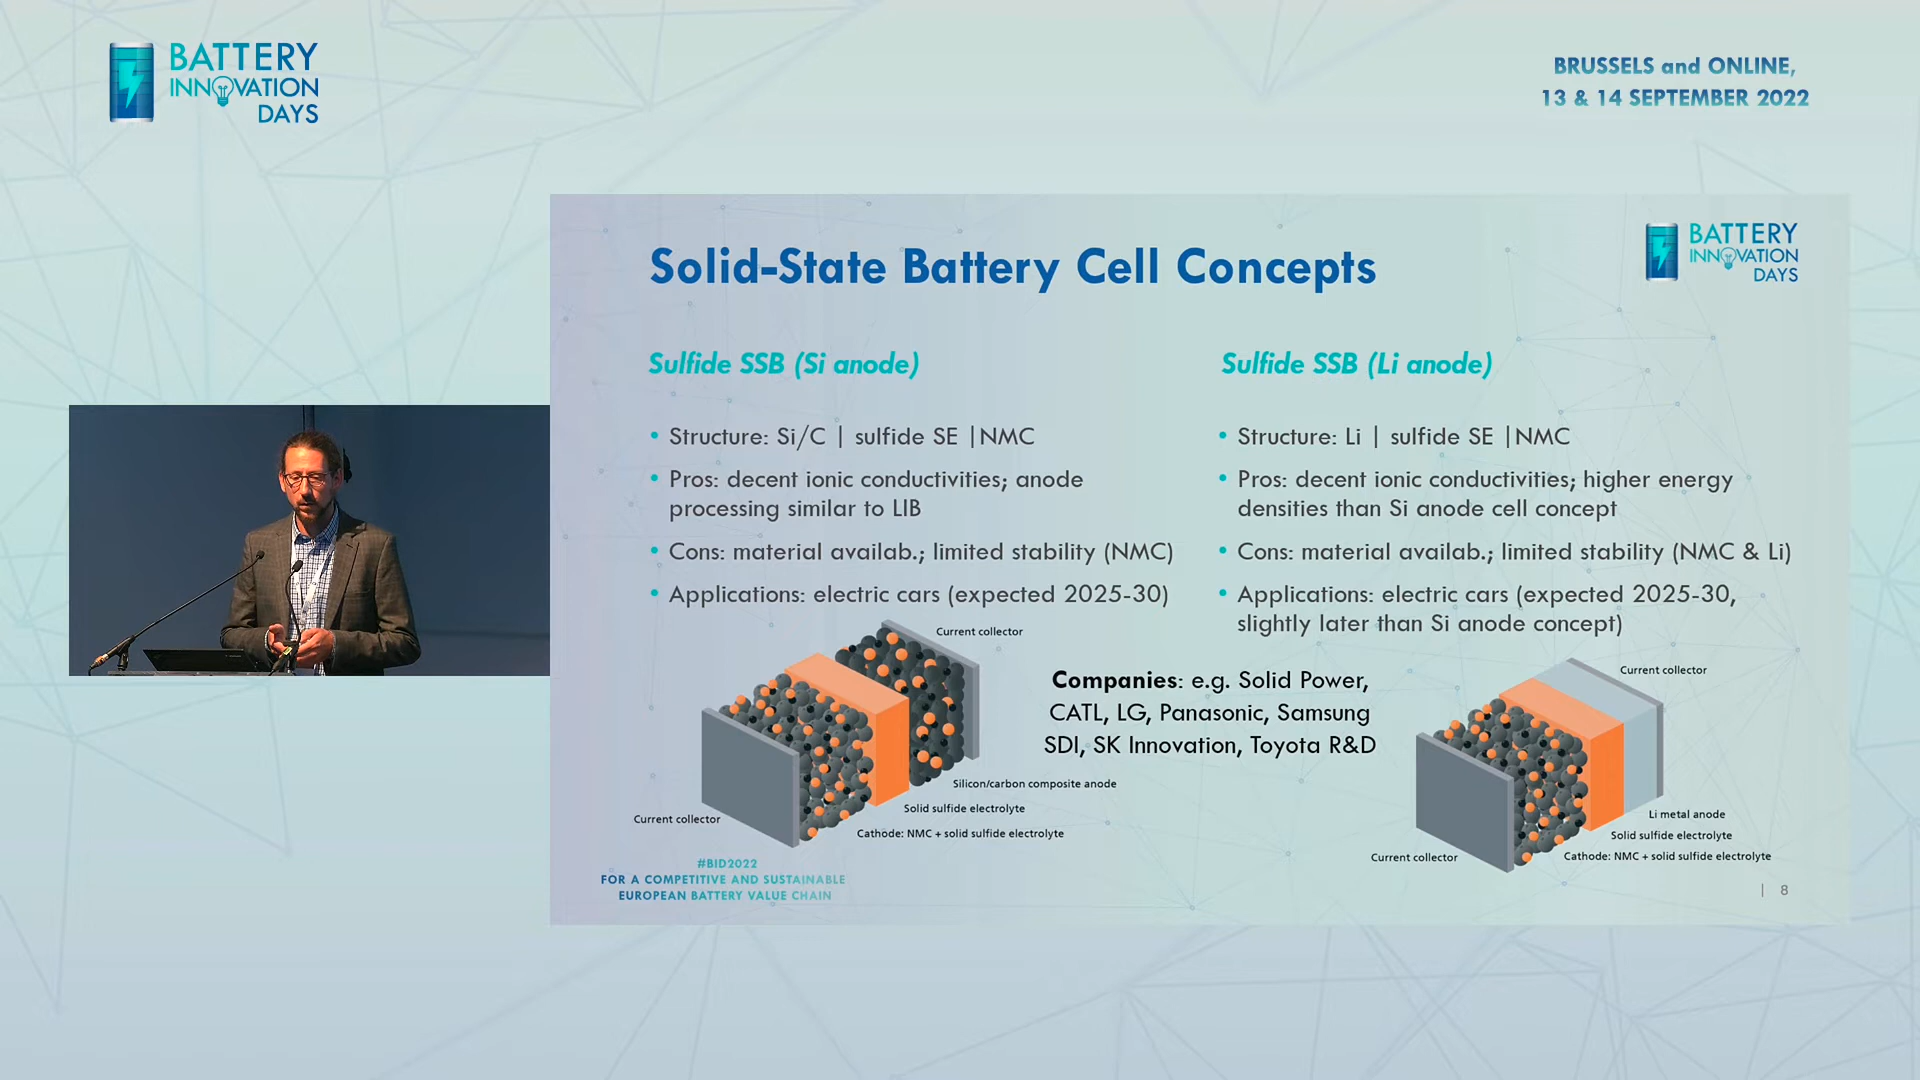 BATTERY
INNOVATION
DAYS
BRUSSELS and ONLINE,
13 & 14 SEPTEMBER 2022
Solid-State Battery Cell Concepts
BATTERY
INNOVATION
DAYS
Sulfide SSB (Si anode)
• Structure: Si/C | sulfide SE |NMC
• Pros: decent ionic conductivities; anode
processing similar to LIB
• Cons: material availab.; limited stability (NMC)
• Applications: electric cars (expected 2025-30)
Sulfide SSB (Li anode)
• Structure: Li | sulfide SE |NMC
• Pros: decent ionic conductivities; higher energy
densities than Si anode cell concept
• Cons: material availab.; limited stability (NMC & Li)
• Applications: electric cars (expected 2025-30,
slightly later than Si anode concept)
Current collector
Silicon/carbon composite anode
Solid sulfide electrolyte
Cathode: NMC + solid sulfide electrolyte
Current collector
Companies: e.g. Solid Power,
CATL, LG, Panasonic, Samsung
SDI, SK Innovation, Toyota R&D
Current collector
Li metal anode
Solid sulfide electrolyte
Cathode: NMC + solid sulfide electrolyte
Current collector
#BID2022
FOR A COMPETITIVE AND SUSTAINABLE
EUROPEAN BATTERY VALUE CHAIN
| 8